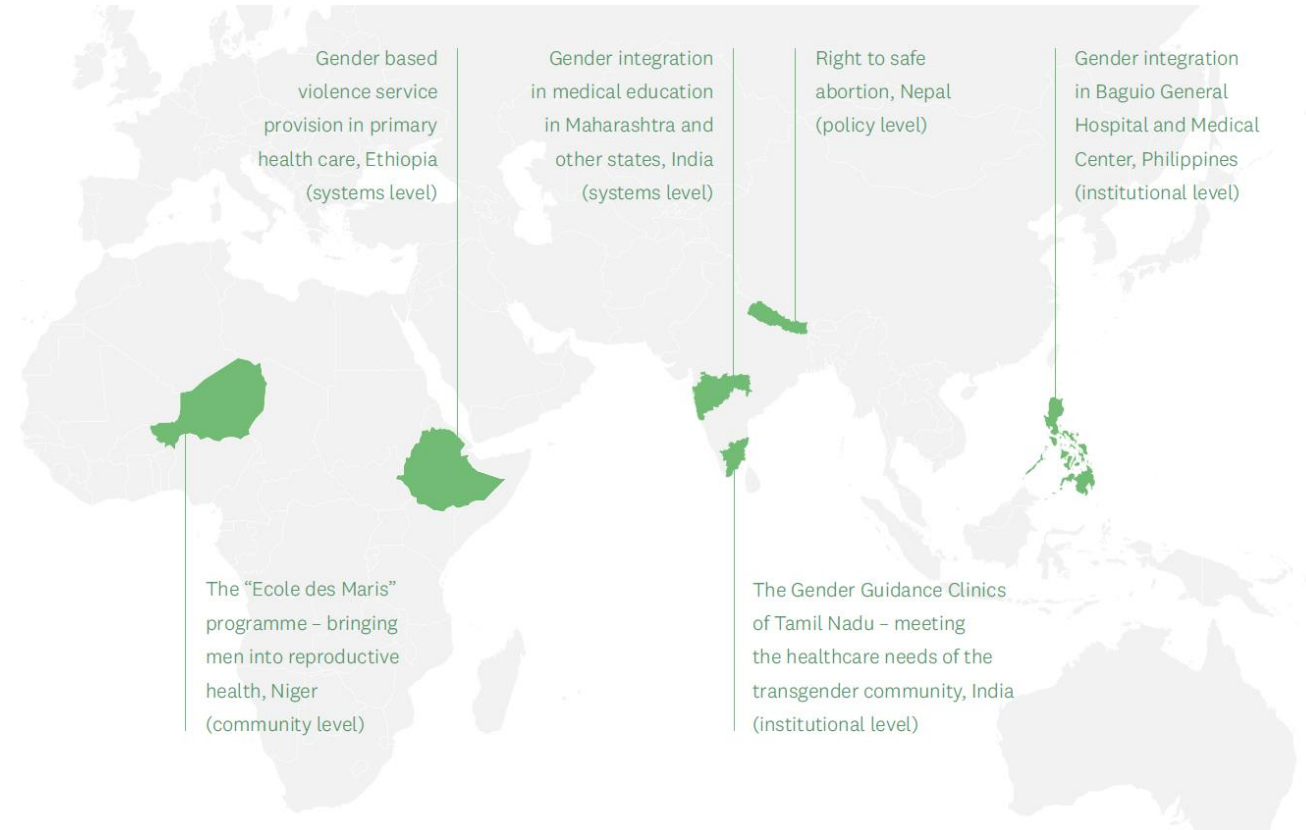 Gender based
violence service
provision in primary
health care, Ethiopia
(systems level)
Gender integration
in medical education
in Maharashtra and
other states, India
(systems level)
Right to safe
abortion, Nepal
(policy level)
Gender integration
in Baguio General
Hospital and Medical
Center, Philippines
(institutional level)
The “Ecole des Maris”
programme – bringing
men into reproductive
health, Niger
(community level)
The Gender Guidance Clinics
of Tamil Nadu – meeting
the healthcare needs of the
transgender community, India
(institutional level)